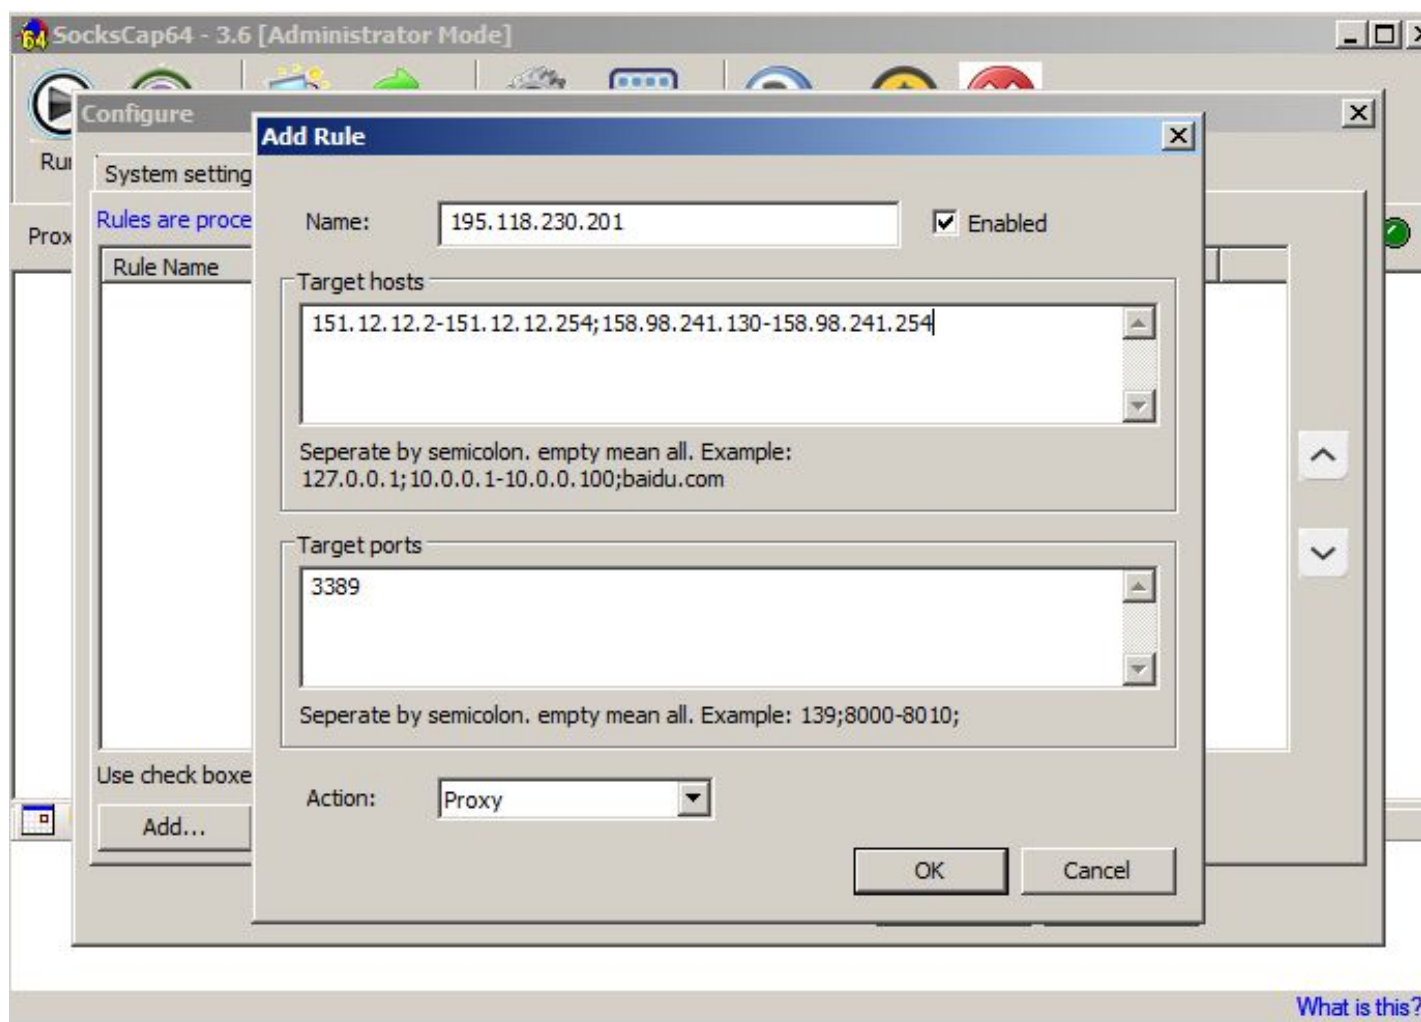 SocksCap64 - 3.6 [Administrator Mode]
Configure
Add Rule
System setting
Rules are proce
Name:
195.118.230.201
Enabled
Rule Name
Target hosts
151.12.12.2-151.12.12.254;158.98.241.130-158.98.241.254
Seperate by semicolon. empty mean all. Example:
127.0.0.1;10.0.0.1-10.0.0.100;baidu.com
Target ports
3389
Seperate by semicolon. empty mean all. Example: 139;8000-8010;
Use check boxe
Action:
Proxy
Add...
OK
Cancel
What is this?